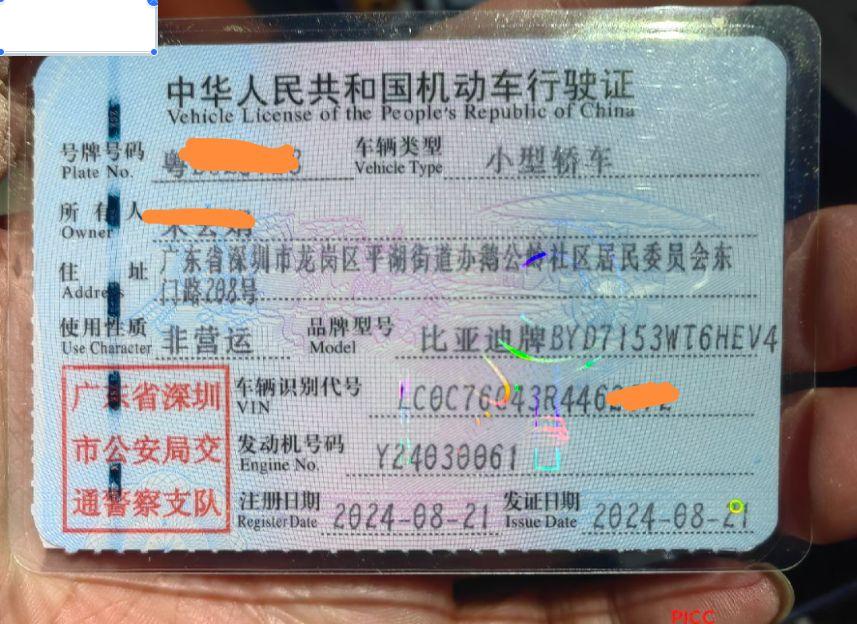 中华人民共和国机动车行驶证
Vehicle License of the People's Republic of China
号牌号码 Plate No. 粤 车辆类型 Vehicle Type 小型轿车
所有人 Owner
住址 Address 广东省深圳市龙岗区平湖街道办鹅公岭社区居民委员会东
门路208号
使用性质 Use Character 非营运 品牌型号 Model 比亚迪牌BYD7153WT6HEV4
广东省深圳
市公安局交
通警察支队
车辆识别代号 VIN
发动机号码 Engine No. Y24030061
注册日期 Register Date 2024-08-21 发证日期 Issue Date 2024-08-21
PICC